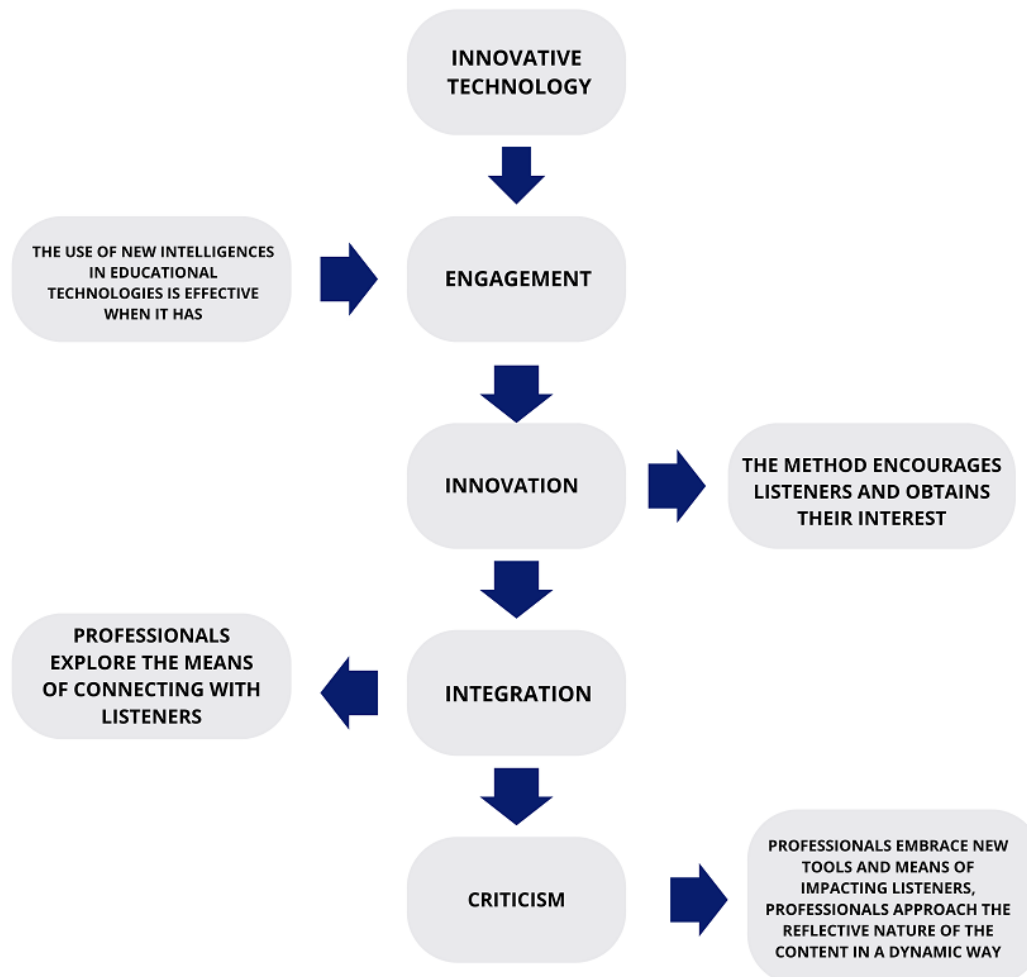 INNOVATIVE
TECHNOLOGY
THE USE OF NEW INTELLIGENCES
IN EDUCATIONAL
TECHNOLOGIES IS EFFECTIVE
WHEN IT HAS
ENGAGEMENT
INNOVATION
THE METHOD ENCOURAGES
LISTENERS AND OBTAINS
THEIR INTEREST
PROFESSIONALS
EXPLORE THE MEANS
OF CONNECTING WITH
LISTENERS
INTEGRATION
CRITICISM
PROFESSIONALS EMBRACE NEW
TOOLS AND MEANS OF
IMPACTING LISTENERS,
PROFESSIONALS APPROACH THE
REFLECTIVE NATURE OF THE
CONTENT IN A DYNAMIC WAY